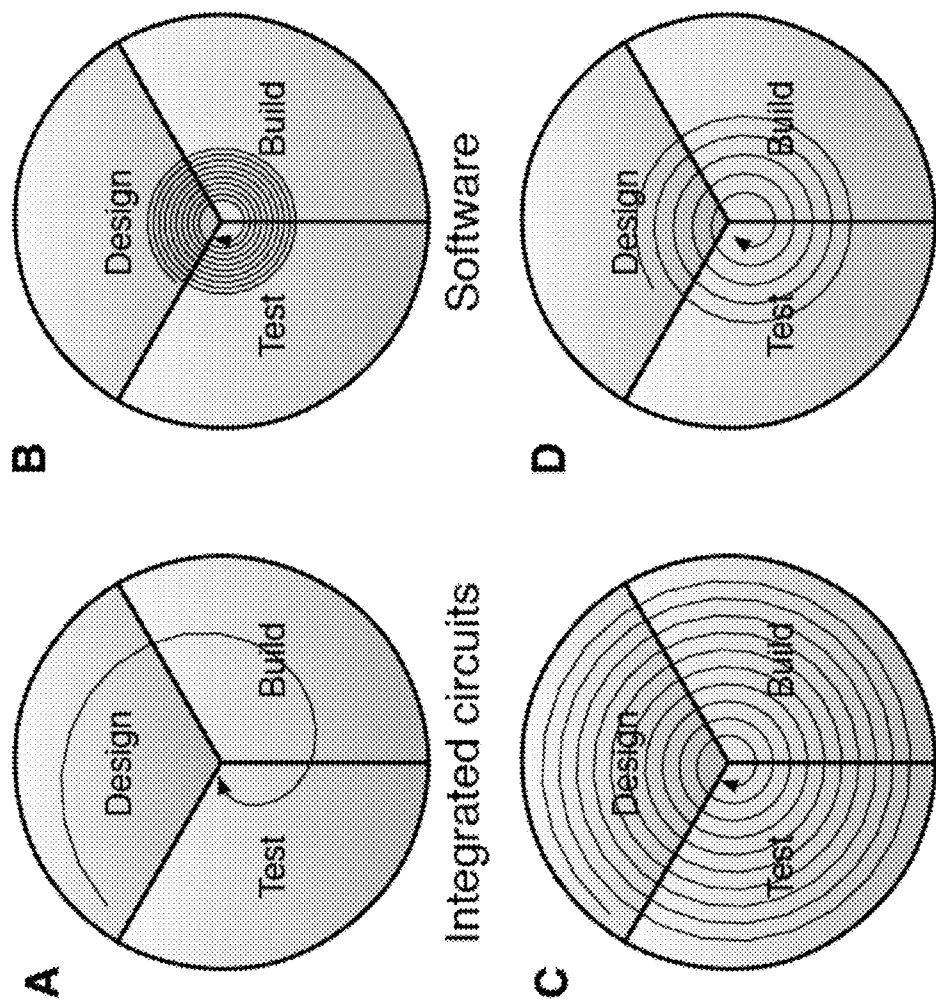 A
Design
Build
Test
Integrated circuits
B
Design
Build
Test
Software
C
Design
Build
Test
D
Design
Build
Test